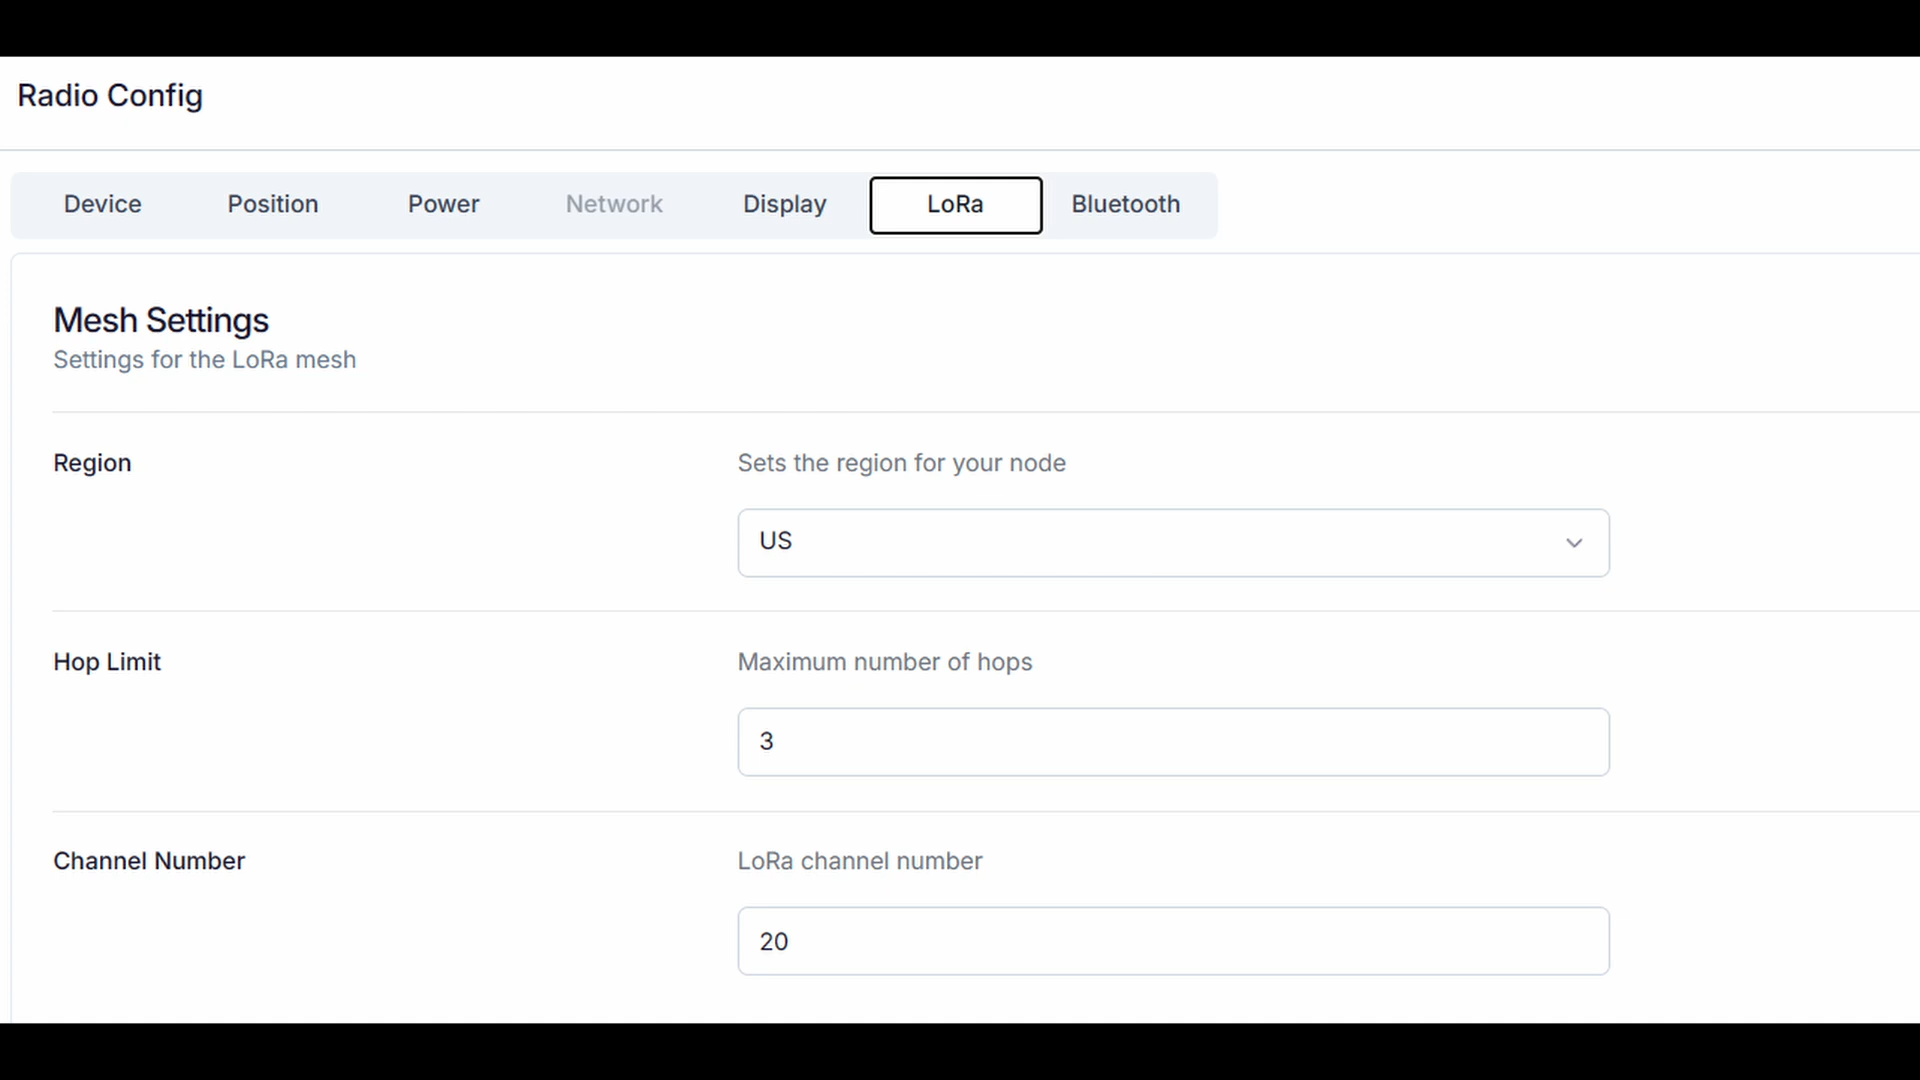 Radio Config
Device Position Power Network Display LoRa Bluetooth
Mesh Settings
Settings for the LoRa mesh
Region
Sets the region for your node
US
Hop Limit
Maximum number of hops
3
Channel Number
LoRa channel number
20